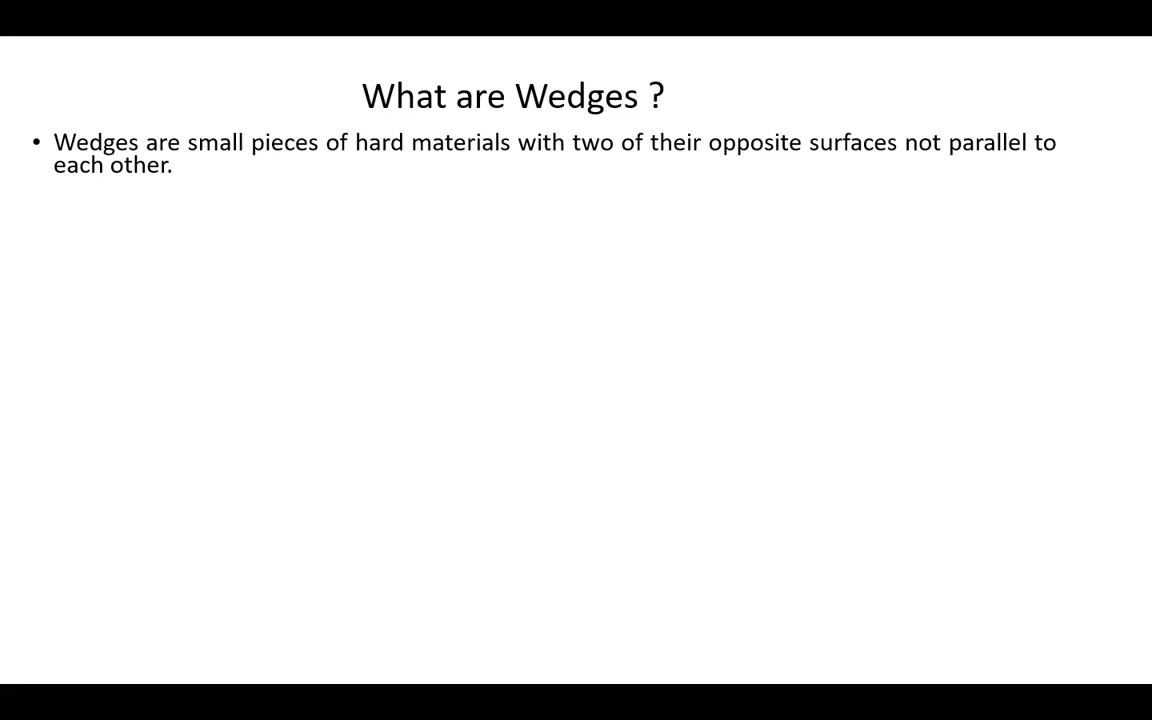 What are Wedges ?
• Wedges are small pieces of hard materials with two of their opposite surfaces not parallel to
each other.